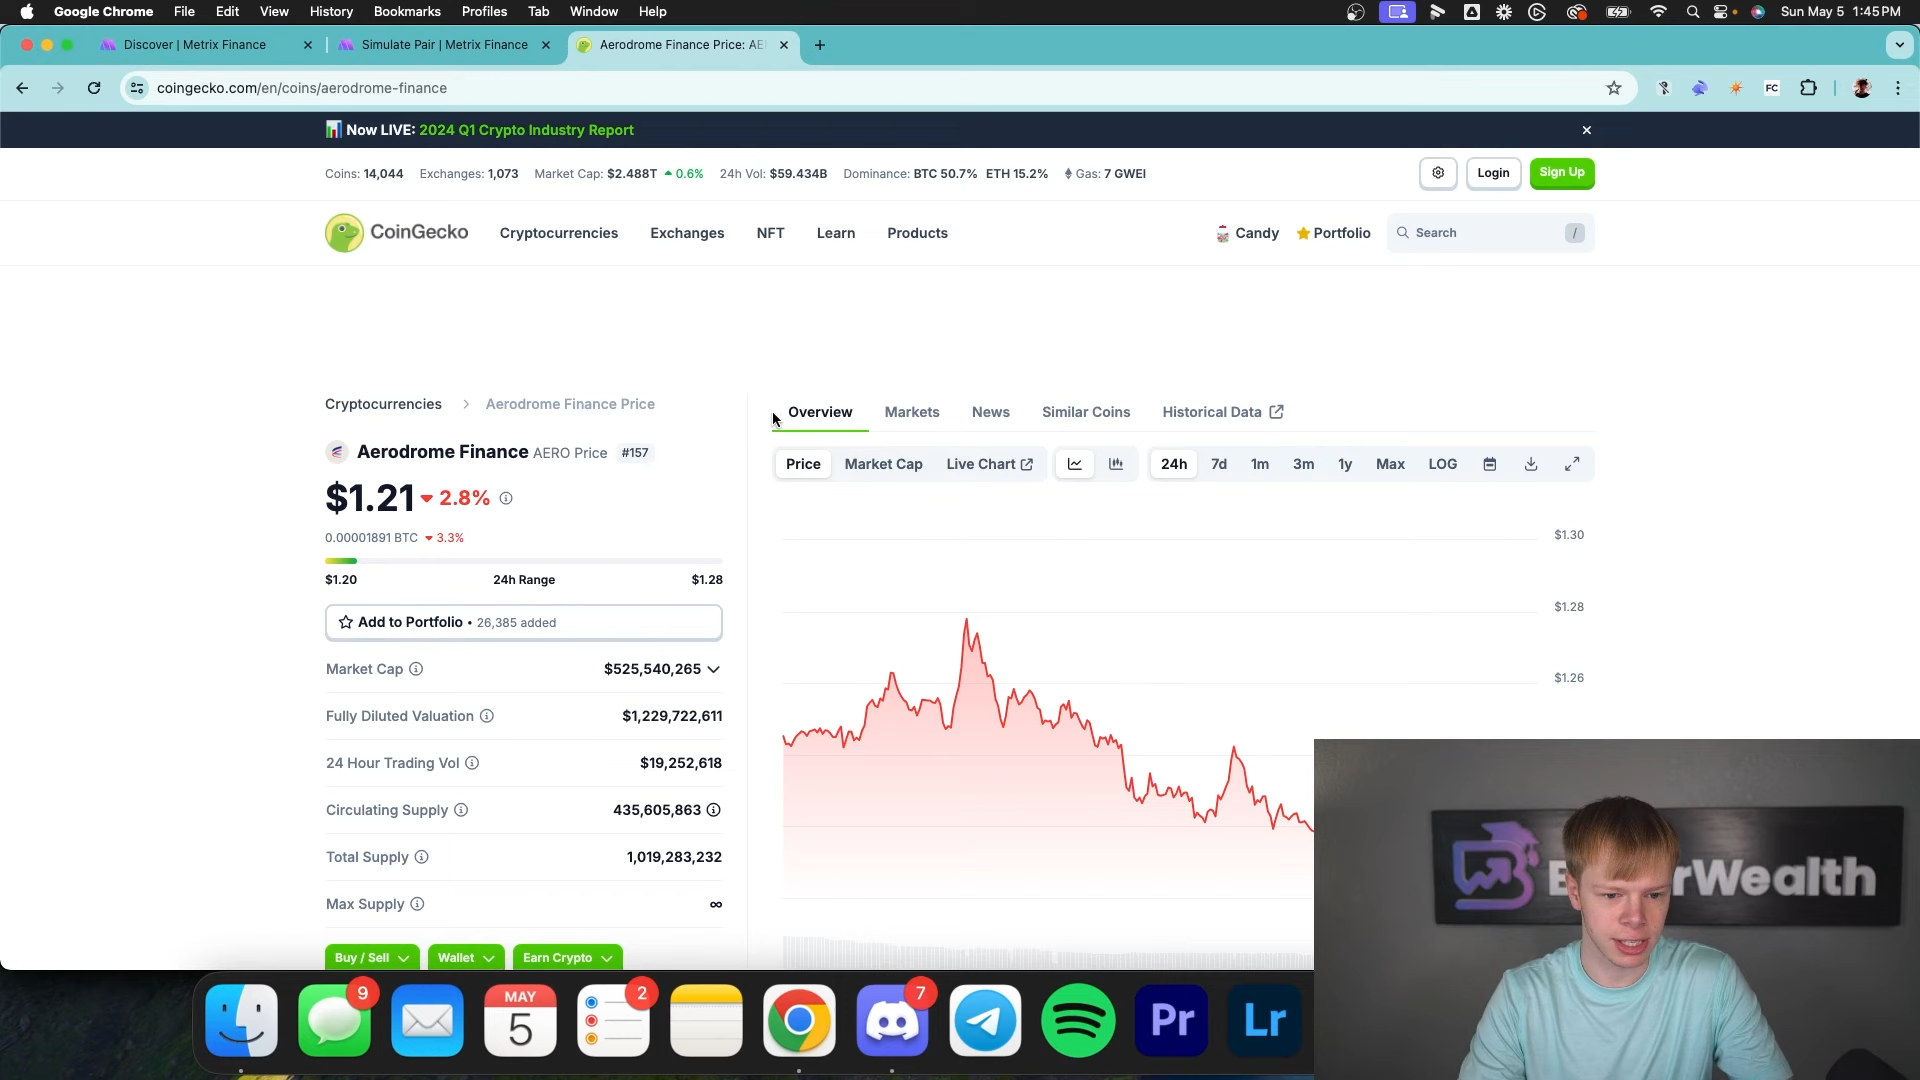 Google Chrome File Edit View History Bookmarks Profiles Tab Window Help Sun May 5 1:45 PM
Discover | Metrix Finance Simulate Pair | Metrix Finance Aerodrome Finance Price: AE
coingecko.com/en/coins/aerodrome-finance FC
Now LIVE: 2024 Q1 Crypto Industry Report
Coins: 14,044 Exchanges: 1,073 Market Cap: $2.488T 0.6% 24h Vol: $59.434B Dominance: BTC 50.7% ETH 15.2% Gas: 7 GWEI Login Sign Up
CoinGecko Cryptocurrencies Exchanges NFT Learn Products Candy Portfolio Search /
Cryptocurrencies > Aerodrome Finance Price
Overview Markets News Similar Coins Historical Data
Aerodrome Finance AERO Price #157
Price Market Cap Live Chart 24h 7d 1m 3m 1y Max LOG
$1.21 2.8%
0.00001891 BTC 3.3%
$1.20 24h Range $1.28
Add to Portfolio • 26,385 added
Market Cap $525,540,265
Fully Diluted Valuation $1,229,722,611
24 Hour Trading Vol $19,252,618
Circulating Supply 435,605,863
Total Supply 1,019,283,232
Max Supply ∞
Buy / Sell Wallet Earn Crypto
$1.30
$1.28
$1.26
rWealth
9 MAY 5 2 7 Pr Lr